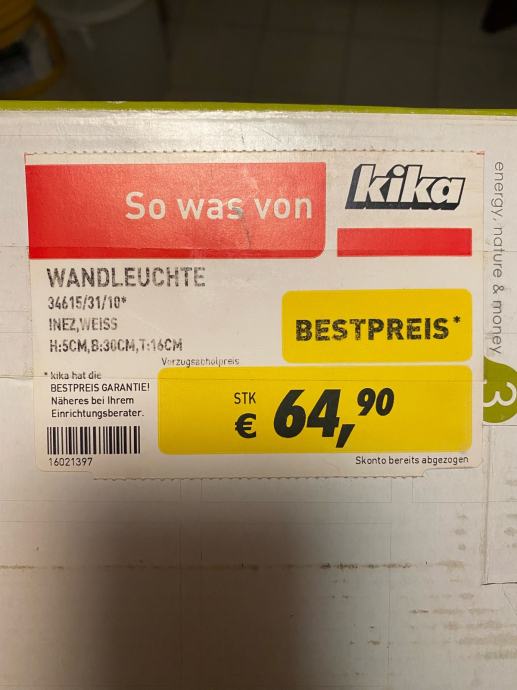 So was von
kika
WANDLEUCHTE
34615/31/10*
INEZ,WEISS
H:5CM,B:30CM,T:16CM
BESTPREIS*
Vorzugsabholpreis
* kika hat die
BESTPREIS GARANTIE!
Näheres bei Ihrem
Einrichtungsberater.
STK
€ 64,90
16021397
Skonto bereits abgezogen
energy, nature & money
3